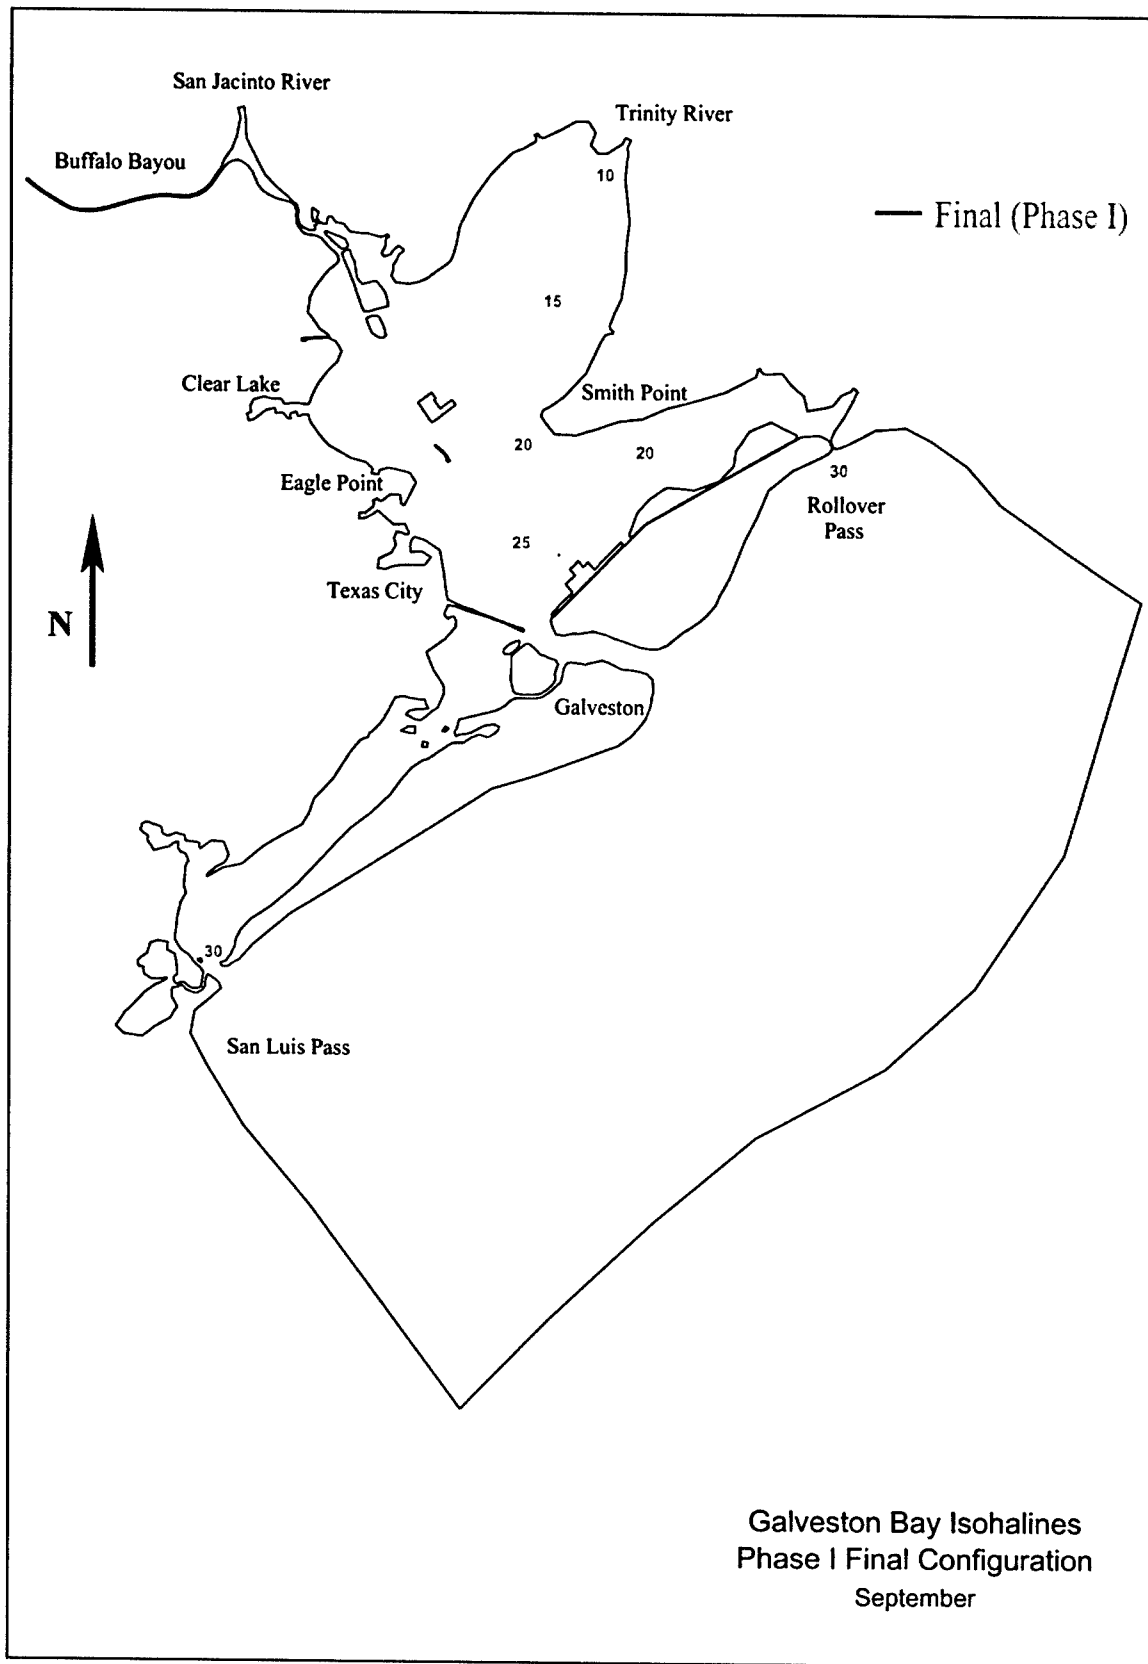 San Jacinto River
Trinity River
Buffalo Bayou
10
Final (Phase I)
15
Clear Lake
Smith Point
20
20
30
Eagle Point
Rollover
Pass
25
Texas City
N
Galveston
30
San Luis Pass
Galveston Bay Isohalines
Phase I Final Configuration
September